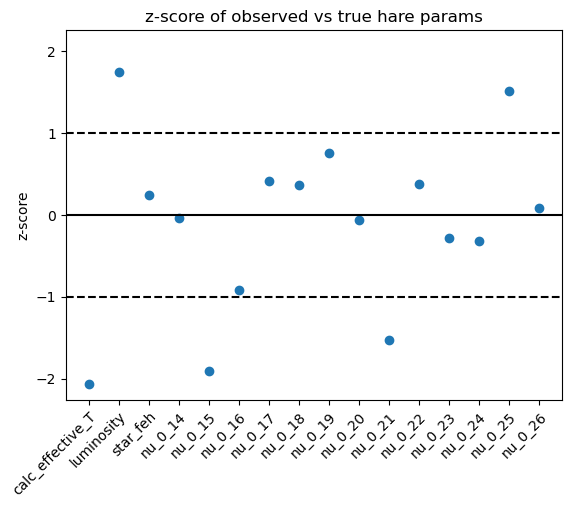 z-score of observed vs true hare params
z-score
2
1
0
−1
−2
calc_effective_T
luminosity
star_feh
nu_0_14
nu_0_15
nu_0_16
nu_0_17
nu_0_18
nu_0_19
nu_0_20
nu_0_21
nu_0_22
nu_0_23
nu_0_24
nu_0_25
nu_0_26